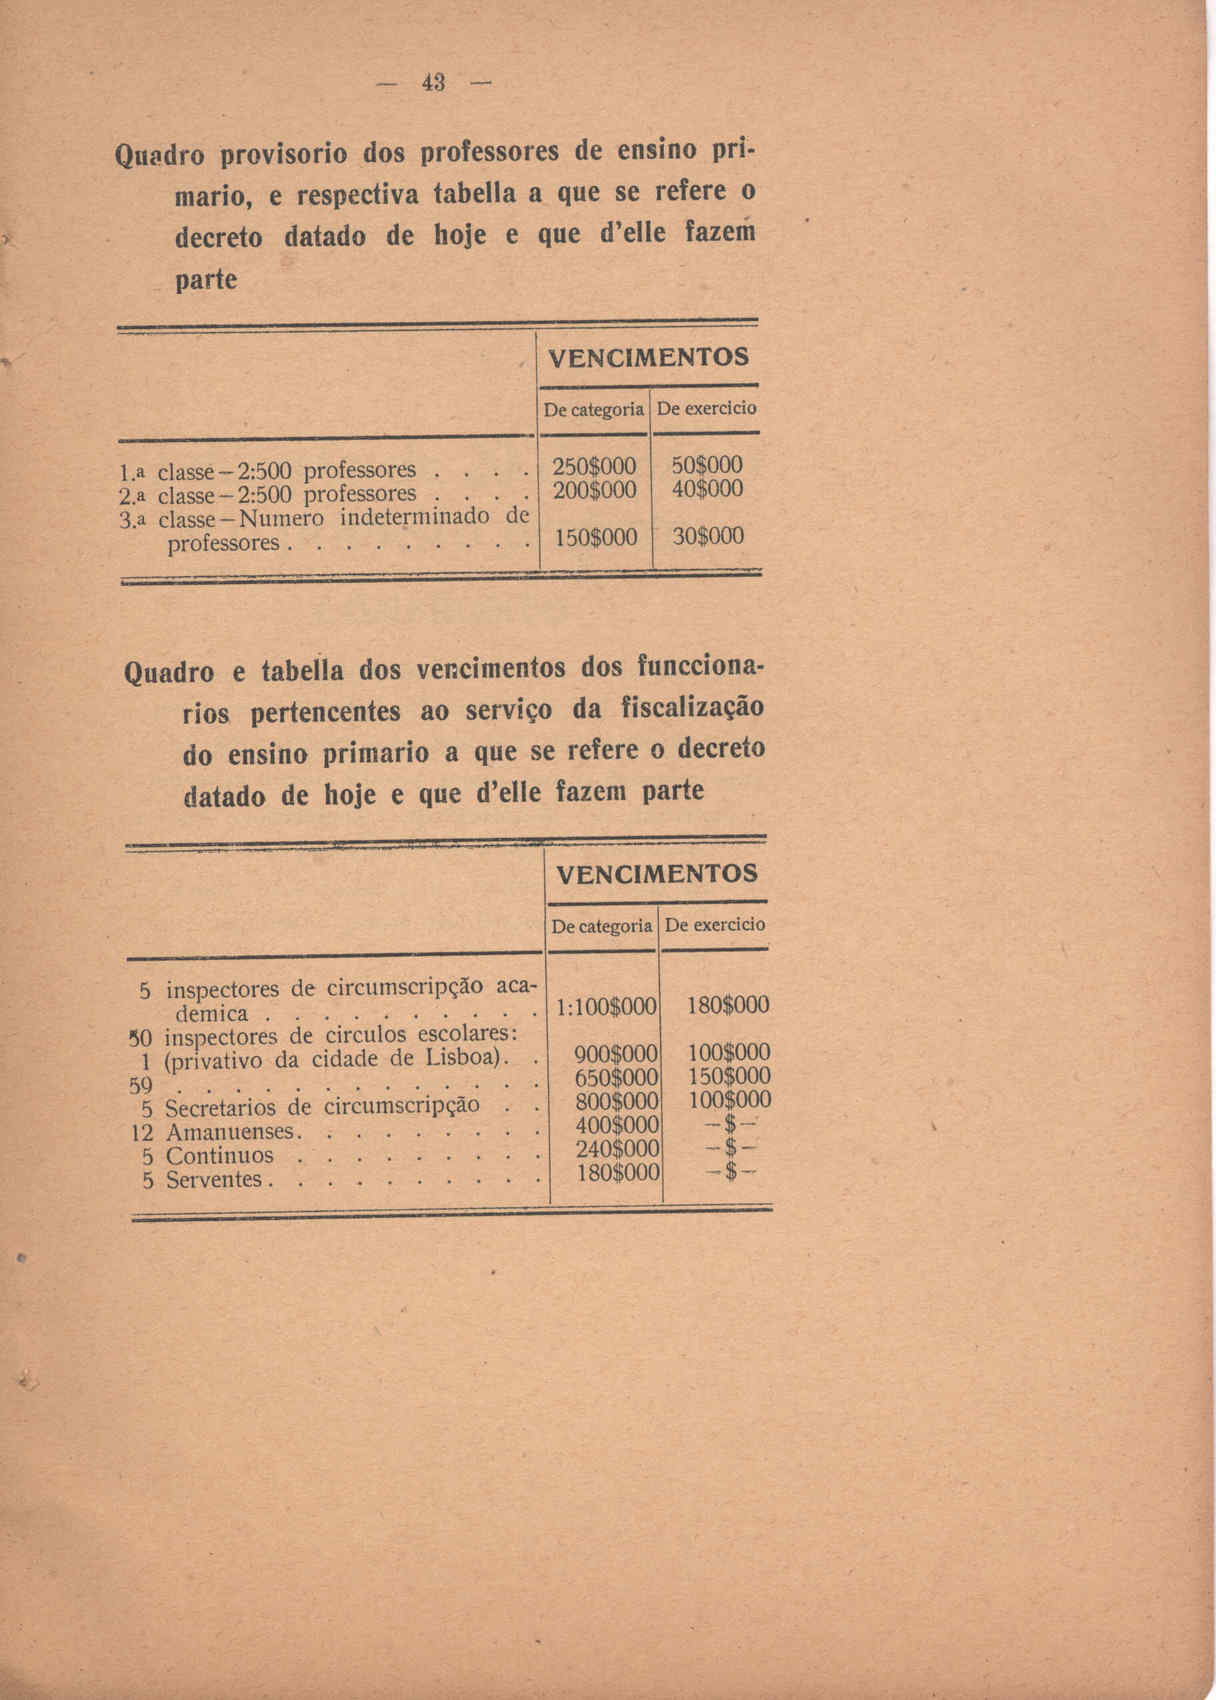 — 43 —
Quadro provisorio dos professores de ensino pri-
mario, e respectiva tabella a que se refere o
decreto datado de hoje e que d'elle fazem
parte
VENCIMENTOS
De categoria De exercicio
1.ª classe—2:500 professores . . . . 250$000 50$000
2.ª classe—2:500 professores . . . . 200$000 40$000
3.ª classe—Numero indeterminado de
professores . . . . . . . . . 150$000 30$000
Quadro e tabella dos vencimentos dos funcciona-
rios pertencentes ao serviço da fiscalização
do ensino primario a que se refere o decreto
datado de hoje e que d'elle fazem parte
VENCIMENTOS
De categoria De exercicio
5 inspectores de circumscripção aca-
demica . . . . . . . . . . 1:100$000 180$000
inspectores de circulos escolares:
1 (privativo da cidade de Lisboa). . 900$000 100$000
59 . . . . . . . . . . . . . 650$000 150$000
5 Secretarios de circumscripção . . 800$000 100$000
12 Amanuenses. . . . . . . . . 400$000 —$—
5 Continuos . . . . . . . . . 240$000 —$—
5 Serventes . . . . . . . . . . 180$000 —$—